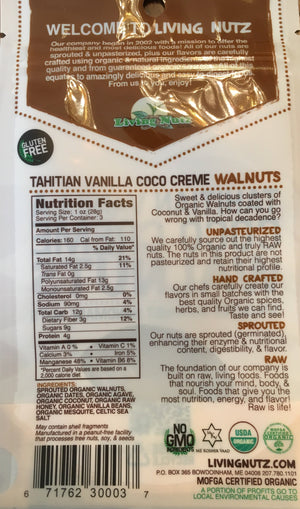 WELCOME TO LIVING NUTZ
Our company began in 2002 with a mission to offer the
healthiest and most delicious foods! All of our nuts are
sprouted & unpasteurized, plus our flavors are carefully
crafted using organic ingredients
and from
equates to amazingly delicious and easy to
From us to you, enjoy!
Living Nutz
GLUTEN
FREE
TAHITIAN VANILLA COCO CREME WALNUTS
Nutrition Facts
Serving Size: 1 oz (28g)
Servings Per Container: 3
Amount Per Serving
Calories: 160 Cal from Fat: 110
% Daily Value*
Total Fat 14g 21%
Saturated Fat 2.5g 11%
Trans Fat 0g
Polyunsaturated Fat 13g
Monounsaturated Fat 2.5g
Cholesterol 0mg 0%
Sodium 90mg 4%
Total Carb 12g 4%
Dietary Fiber 3g 12%
Sugars 9g
Protein 4g
Vitamin A 0 % • Vitamin C 1%
Calcium 3% Iron 5%
Manganese 48% • Vitamin D 6.8%
*Percent Daily Values are based on a
2,000 calorie diet
INGREDIENTS:
SPROUTED ORGANIC WALNUTS,
ORGANIC DATES, ORGANIC AGAVE,
ORGANIC COCONUT, ORGANIC RAW
HONEY, ORGANIC VANILLA BEANS,
ORGANIC MESQUITE, CELTIC SEA
SALT
May contain shell fragments
Manufactured in a peanut-free facility
that processes tree nuts, soy, & seeds
Sweet & delicious clusters of
Organic Walnuts coated with
Coconut & Vanilla. How can you go
wrong with tropical decadence?
UNPASTEURIZED
We carefully source out the highest
quality 100% Organic and truly RAW
nuts. The nuts in this product are not
pasteurized and retain their highest
nutritional profile.
HAND CRAFTED
Our chefs carefully create our
flavors in small batches with the
best quality Organic spices,
herbs, and fruits we can find.
Taste and see!
SPROUTED
Our nuts are sprouted (germinated),
enhancing their enzyme & nutritional
content, digestibility, & flavor.
RAW
The foundation of our company is
built on raw, living foods. Foods
that nourish your mind, body, &
soul. Foods that give you the
most nutrition, energy, and flavor!
Raw is life!
NO
GMO
ME KOSHER
USDA
ORGANIC
MOFGA
CERTIFIED
ORGANIC
LIVINGNUTZ.COM
P.O. BOX 365 BOWDOINHAM, ME 04008 207.780.1101
MOFGA CERTIFIED ORGANIC
A % OF PROFITS GO TO LOCAL
ENVIRONMENTAL CAUSES
6 71762 30003 7